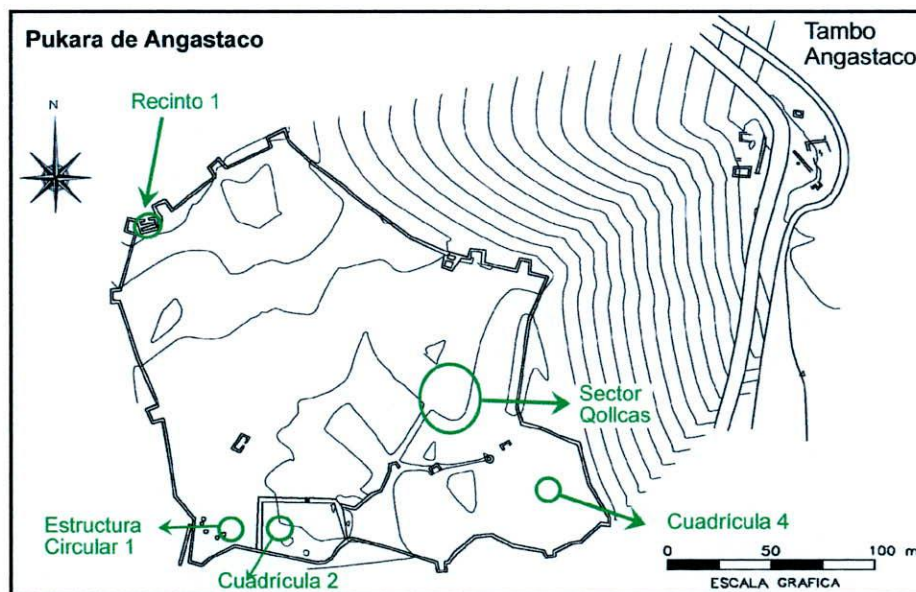 Pukara de Angastaco
Tambo
Angastaco
Recinto 1
N
Sector
Qollcas
Estructura
Circular 1
Cuadrícula 2
Cuadrícula 4
0 50 100 m
ESCALA GRAFICA